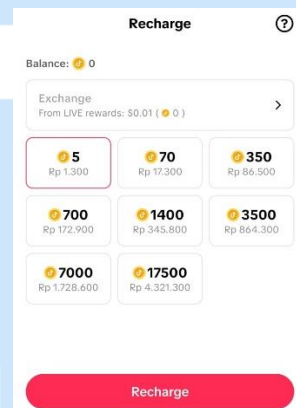 Recharge
Balance: 0
Exchange
From LIVE rewards: $0.01 ( 0 )
5
Rp 1.300
70
Rp 17.300
350
Rp 86.500
700
Rp 172.900
1400
Rp 345.800
3500
Rp 864.300
7000
Rp 1.728.600
17500
Rp 4.321.300
Recharge